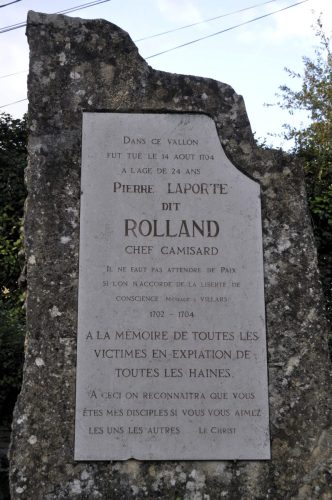 DANS CE VALLON
FUT TUÉ LE 14 AOUT 1704
A L'AGE DE 24 ANS
PIERRE LAPORTE
DIT
ROLLAND
CHEF CAMISARD
IL NE FAUT PAS ATTENDRE DE PAIX
SI L'ON N'ACCORDE DE LA LIBERTÉ DE
CONSCIENCE MESSAGE A VILLARS
1702 - 1704
A LA MÉMOIRE DE TOUTES LES
VICTIMES EN EXPIATION DE
TOUTES LES HAINES.
A CECI ON RECONNAITRA QUE VOUS
ÊTES MES DISCIPLES SI VOUS VOUS AIMEZ
LES UNS LES AUTRES LE CHRIST